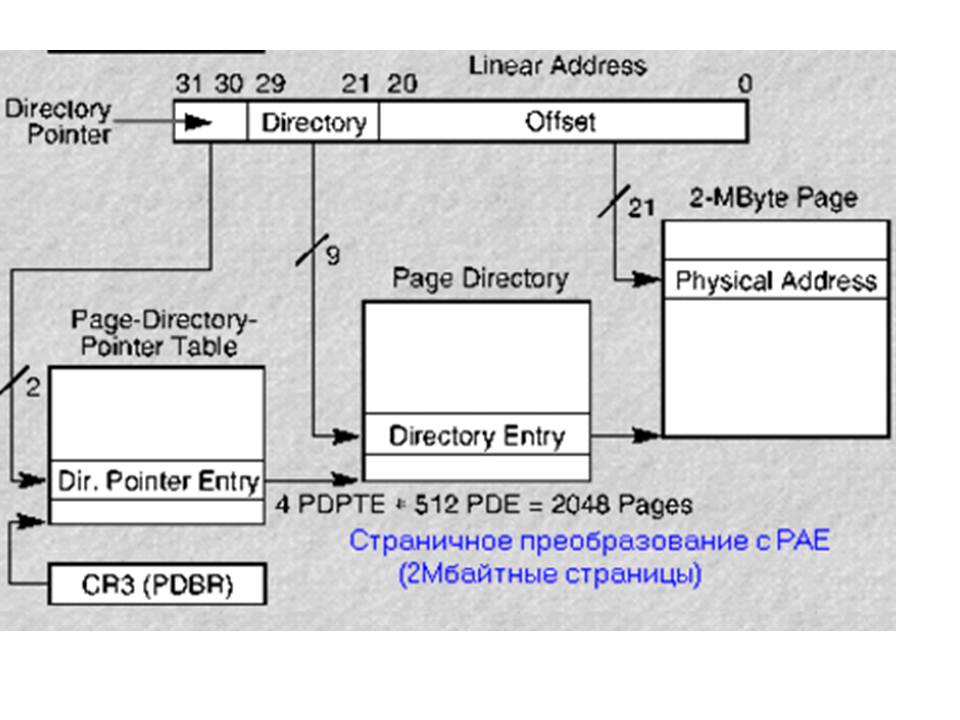 Linear Address
31 30 29 21 20 0
Directory
Pointer
Directory
Offset
21
2-MByte Page
9
Page Directory
Physical Address
Page-Directory-
Pointer Table
2
Directory Entry
Dir. Pointer Entry
4 PDPTE * 512 PDE = 2048 Pages
Страничное преобразование с PAE
(2Мбайтные страницы)
CR3 (PDBR)